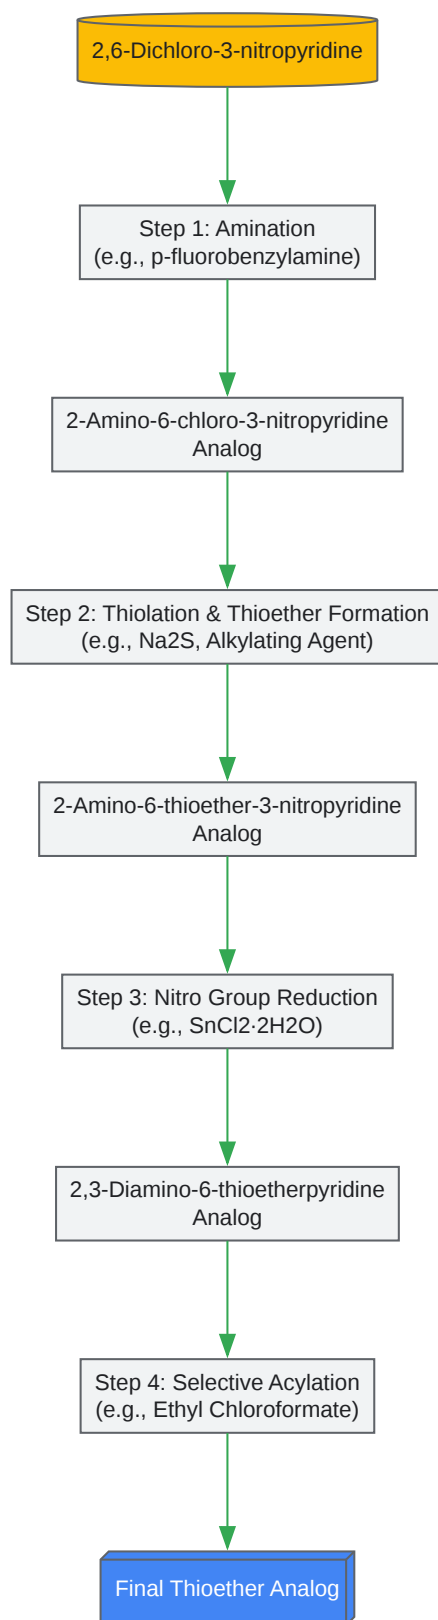 2,6-Dichloro-3-nitropyridine
Step 1: Amination
(e.g., p-fluorobenzylamine)
2-Amino-6-chloro-3-nitropyridine
Analog
Step 2: Thiolation & Thioether Formation
(e.g., Na2S, Alkylating Agent)
2-Amino-6-thioether-3-nitropyridine
Analog
Step 3: Nitro Group Reduction
(e.g., SnCl2·2H2O)
2,3-Diamino-6-thioetherpyridine
Analog
Step 4: Selective Acylation
(e.g., Ethyl Chloroformate)
Final Thioether Analog